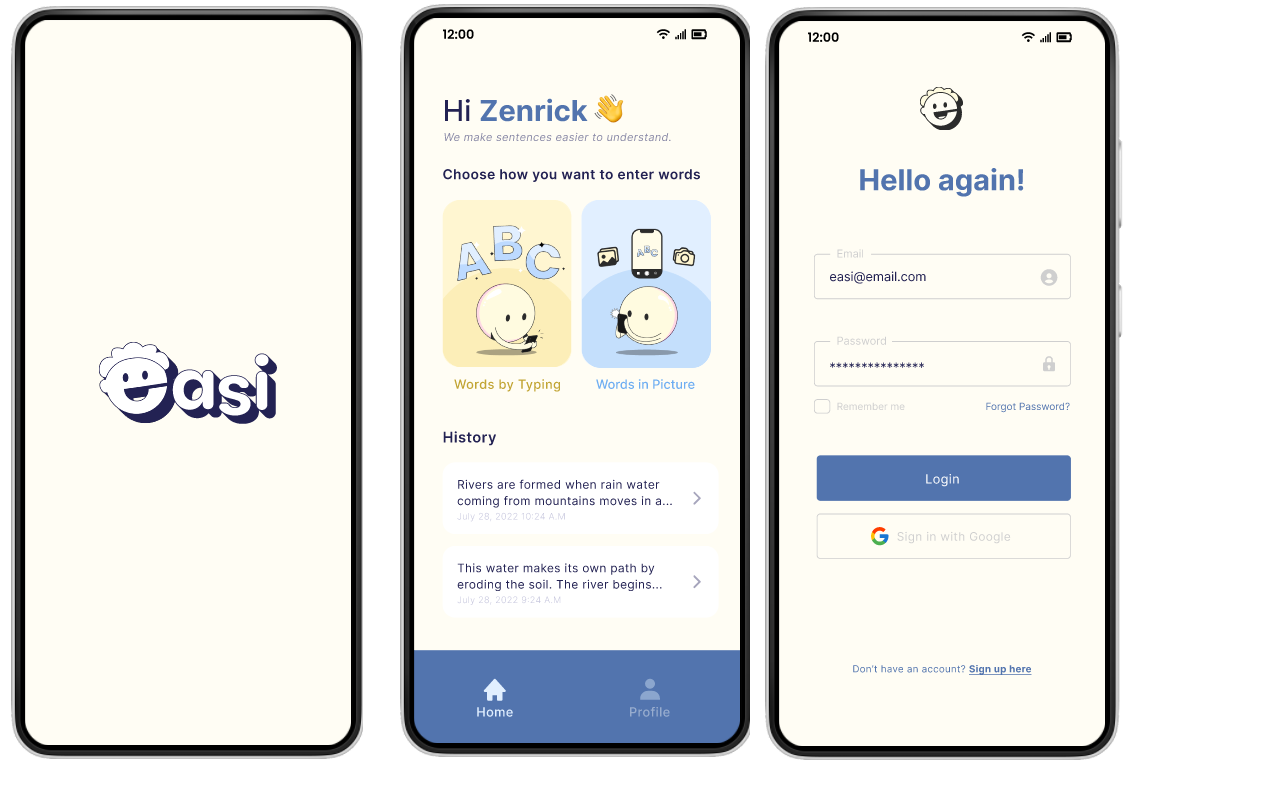 easi
12:00
Hi Zenrick 👋
We make sentences easier to understand.
Choose how you want to enter words
ABC
ABC
Words by Typing
Words in Picture
History
Rivers are formed when rain water
coming from mountains moves in a...
July 28, 2022 10:24 A.M
This water makes its own path by
eroding the soil. The river begins...
July 28, 2022 9:24 A.M
Home
Profile
12:00
Hello again!
Email
easi@email.com
Password
***************
Remember me
Forgot Password?
Login
G Sign in with Google
Don't have an account? Sign up here